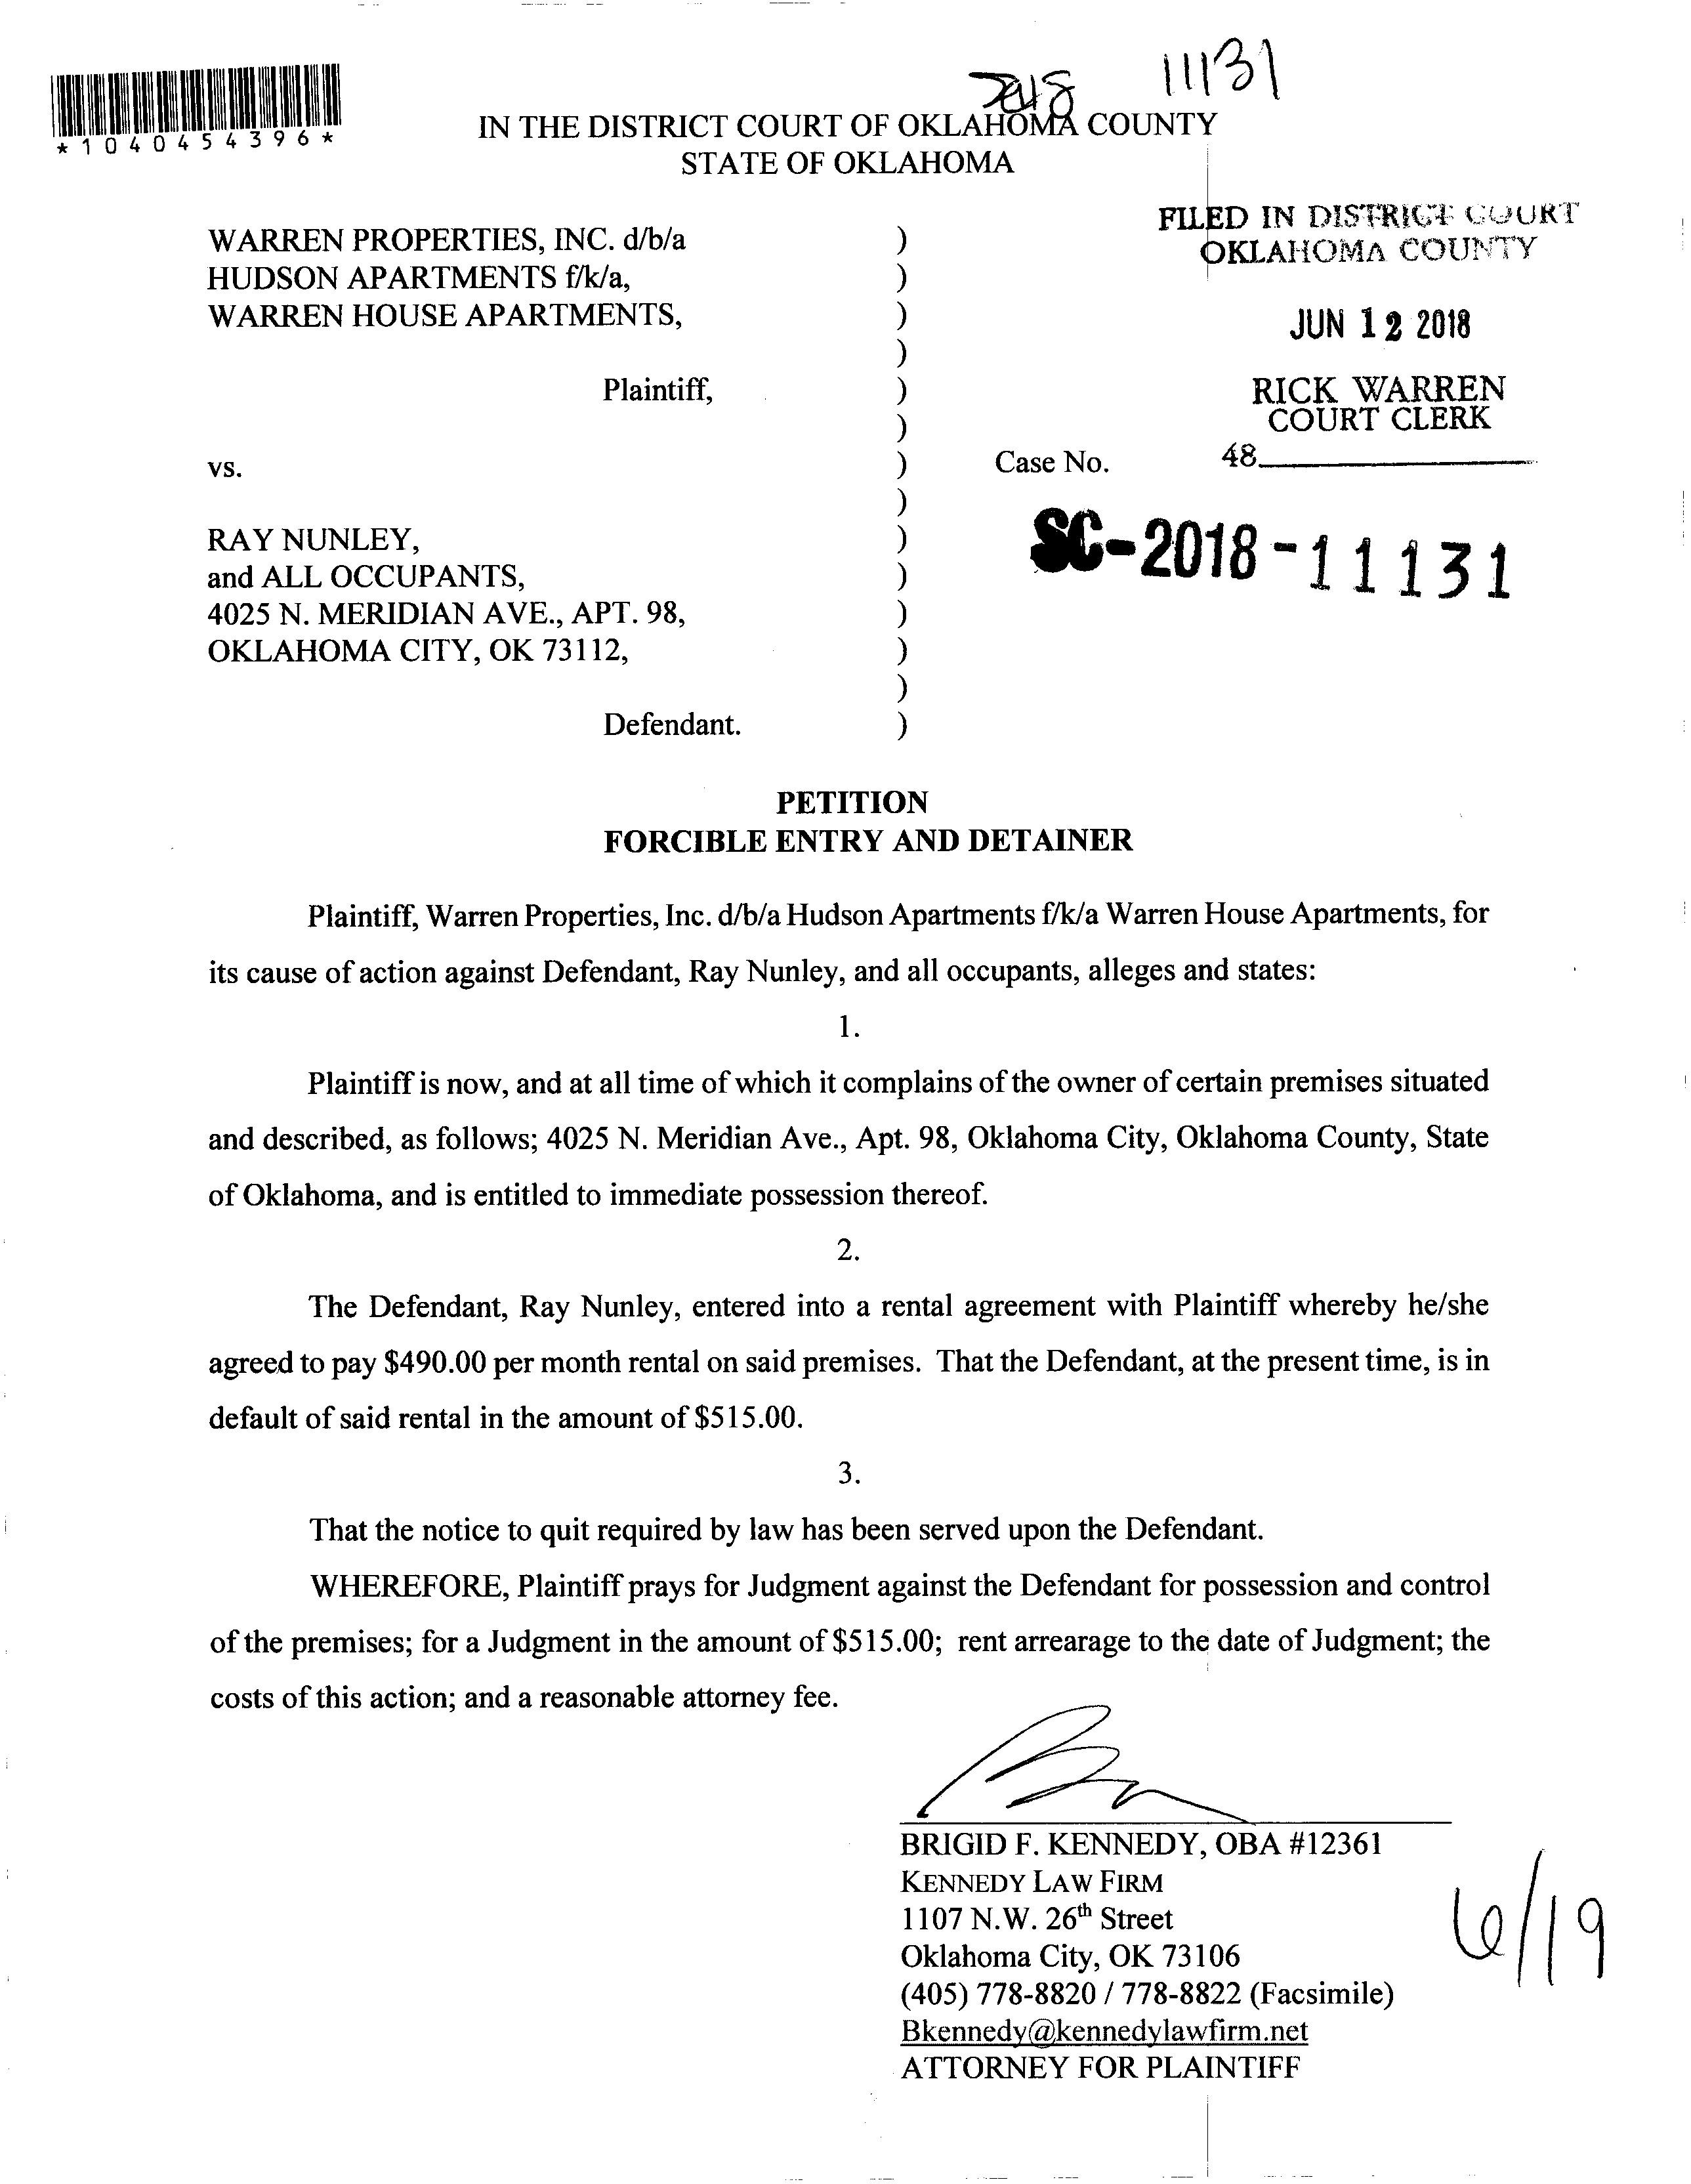 11131
2018
*1040454396*
IN THE DISTRICT COURT OF OKLAHOMA COUNTY
STATE OF OKLAHOMA
FILED IN DISTRICT COURT
OKLAHOMA COUNTY
JUN 12 2018
RICK WARREN
COURT CLERK
48
WARREN PROPERTIES, INC. d/b/a )
HUDSON APARTMENTS f/k/a, )
WARREN HOUSE APARTMENTS, )
)
Plaintiff, )
)
vs. ) Case No.
)
SC-2018-11131
RAY NUNLEY, )
and ALL OCCUPANTS, )
4025 N. MERIDIAN AVE., APT. 98, )
OKLAHOMA CITY, OK 73112, )
)
Defendant. )
PETITION
FORCIBLE ENTRY AND DETAINER
Plaintiff, Warren Properties, Inc. d/b/a Hudson Apartments f/k/a Warren House Apartments, for
its cause of action against Defendant, Ray Nunley, and all occupants, alleges and states:
1.
Plaintiff is now, and at all time of which it complains of the owner of certain premises situated
and described, as follows; 4025 N. Meridian Ave., Apt. 98, Oklahoma City, Oklahoma County, State
of Oklahoma, and is entitled to immediate possession thereof.
2.
The Defendant, Ray Nunley, entered into a rental agreement with Plaintiff whereby he/she
agreed to pay $490.00 per month rental on said premises. That the Defendant, at the present time, is in
default of said rental in the amount of $515.00.
3.
That the notice to quit required by law has been served upon the Defendant.
WHEREFORE, Plaintiff prays for Judgment against the Defendant for possession and control
of the premises; for a Judgment in the amount of $515.00; rent arrearage to the date of Judgment; the
costs of this action; and a reasonable attorney fee.
BRIGID F. KENNEDY, OBA #12361
KENNEDY LAW FIRM
1107 N.W. 26th Street
Oklahoma City, OK 73106
(405) 778-8820 / 778-8822 (Facsimile)
Bkennedy@kennedylawfirm.net
ATTORNEY FOR PLAINTIFF
6/19